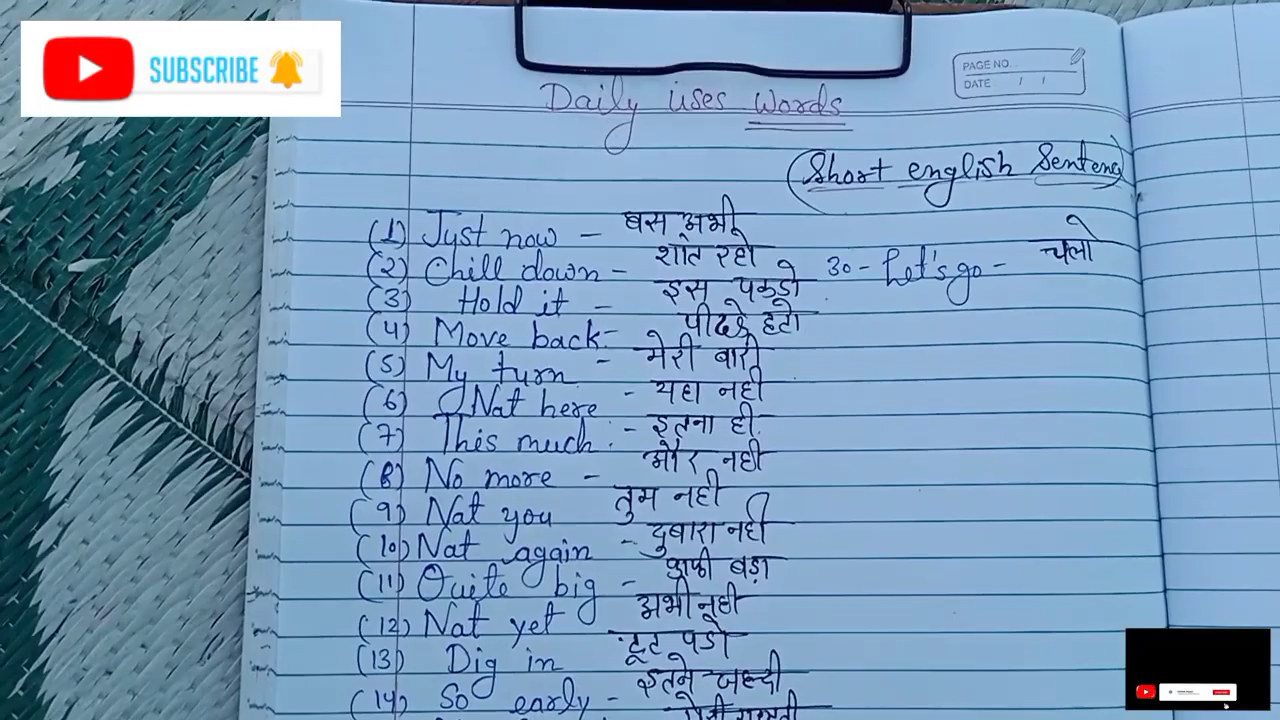 SUBSCRIBE
PAGE NO.
DATE / /
Daily uses words
(Short english Senteng)
(1) Just now - बस अभी
(2) Chill down - शांत रहो
30 - Let's go - चलो
(3) Hold it - इस पकडो
(4) Move back - पीछे हटो
(5) My turn - मेरी बारी
(6) Nat here - यहा नही
(7) This much - इतना ही
(8) No more - और नही
(9) Nat you तुम नही
(10) Nat again - दुबारा नही
(11) Quite big - काफी बड़ा
(12) Nat yet अभी नही
(13) Dig in टूट पडो
(14) So early - इतने जल्दी